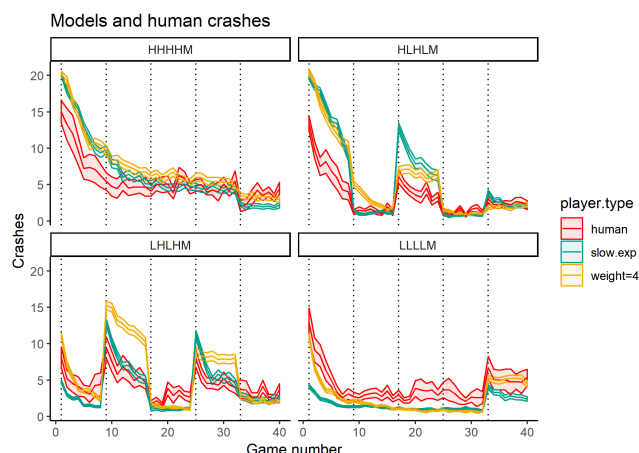 Models and human crashes
HHHHM
HLHLM
20
15
10
5
0
Crashes
LHLHM
LLLLM
20
15
10
5
0
0
10
20
30
40
0
10
20
30
40
Game number
player.type
human
slow.exp
weight=4